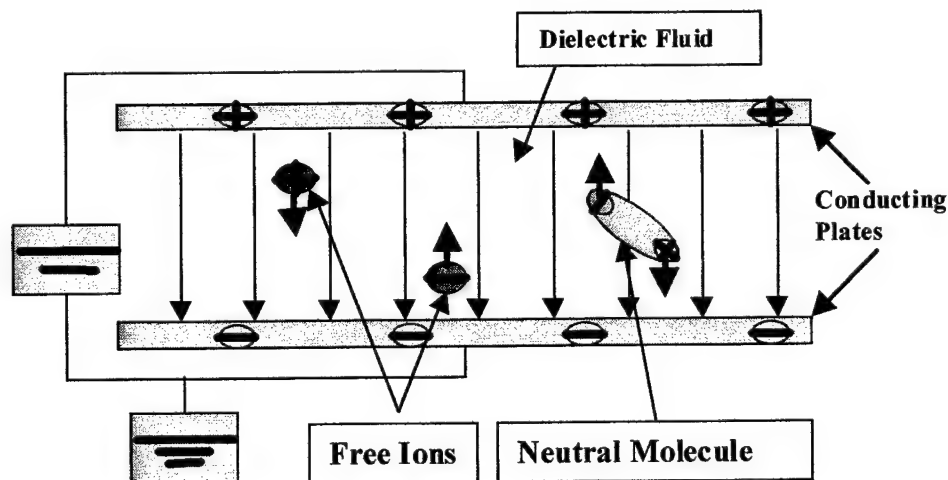 Dielectric Fluid
Conducting
Plates
Free Ions
Neutral Molecule